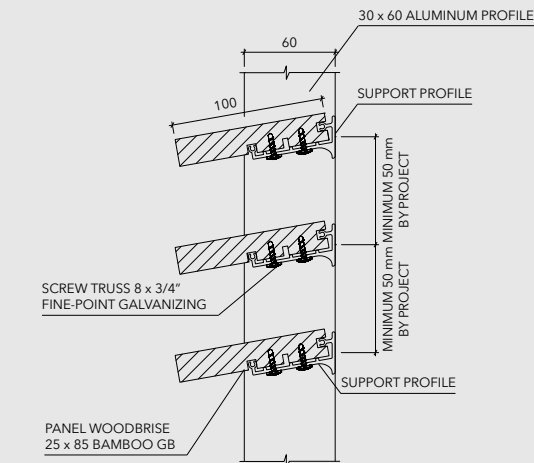 30 x 60 ALUMINUM PROFILE
60
SUPPORT PROFILE
100
MINIMUM 50 mm
BY PROJECT
MINIMUM 50 mm
BY PROJECT
SCREW TRUSS 8 x 3/4"
FINE-POINT GALVANIZING
SUPPORT PROFILE
PANEL WOODBRISE
25 x 85 BAMBOO GB